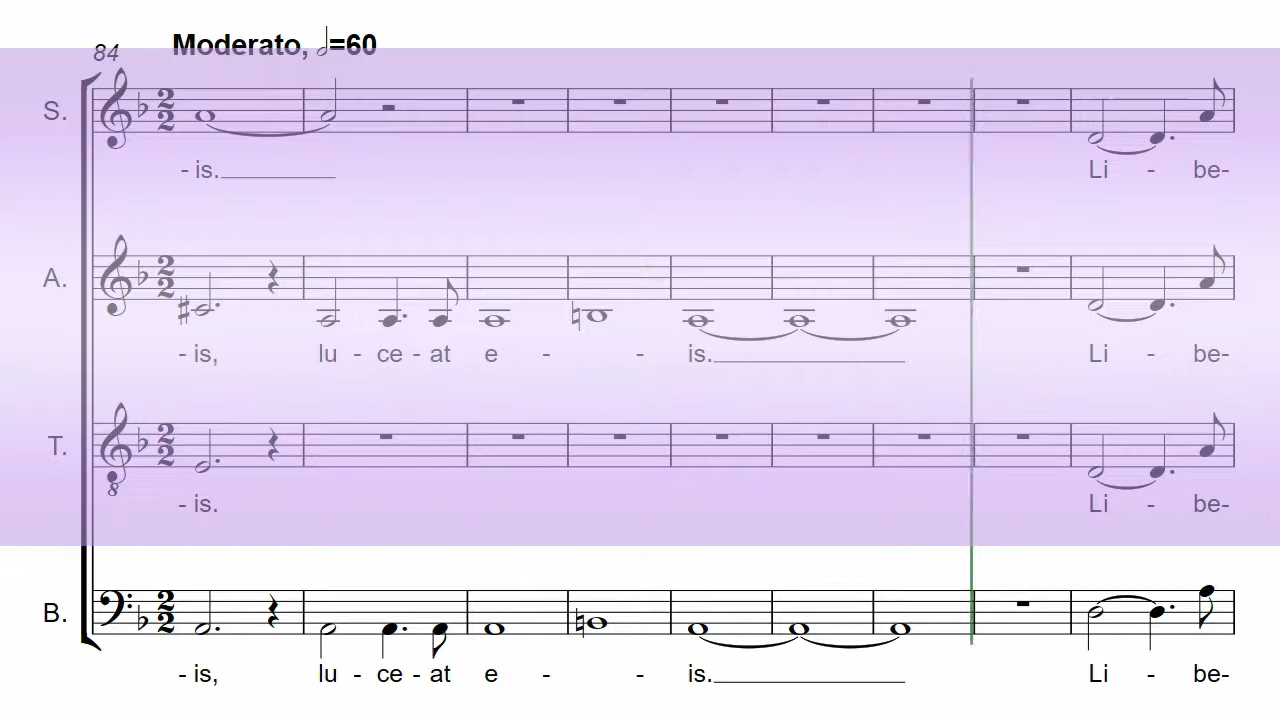 84 Moderato, 𝅗𝅥=60
S.
- is.
Li - be-
A.
- is, lu - ce - at e - - is. Li - be-
T.
8
- is. Li - be-
B.
- is, lu - ce - at e - - is. Li - be-